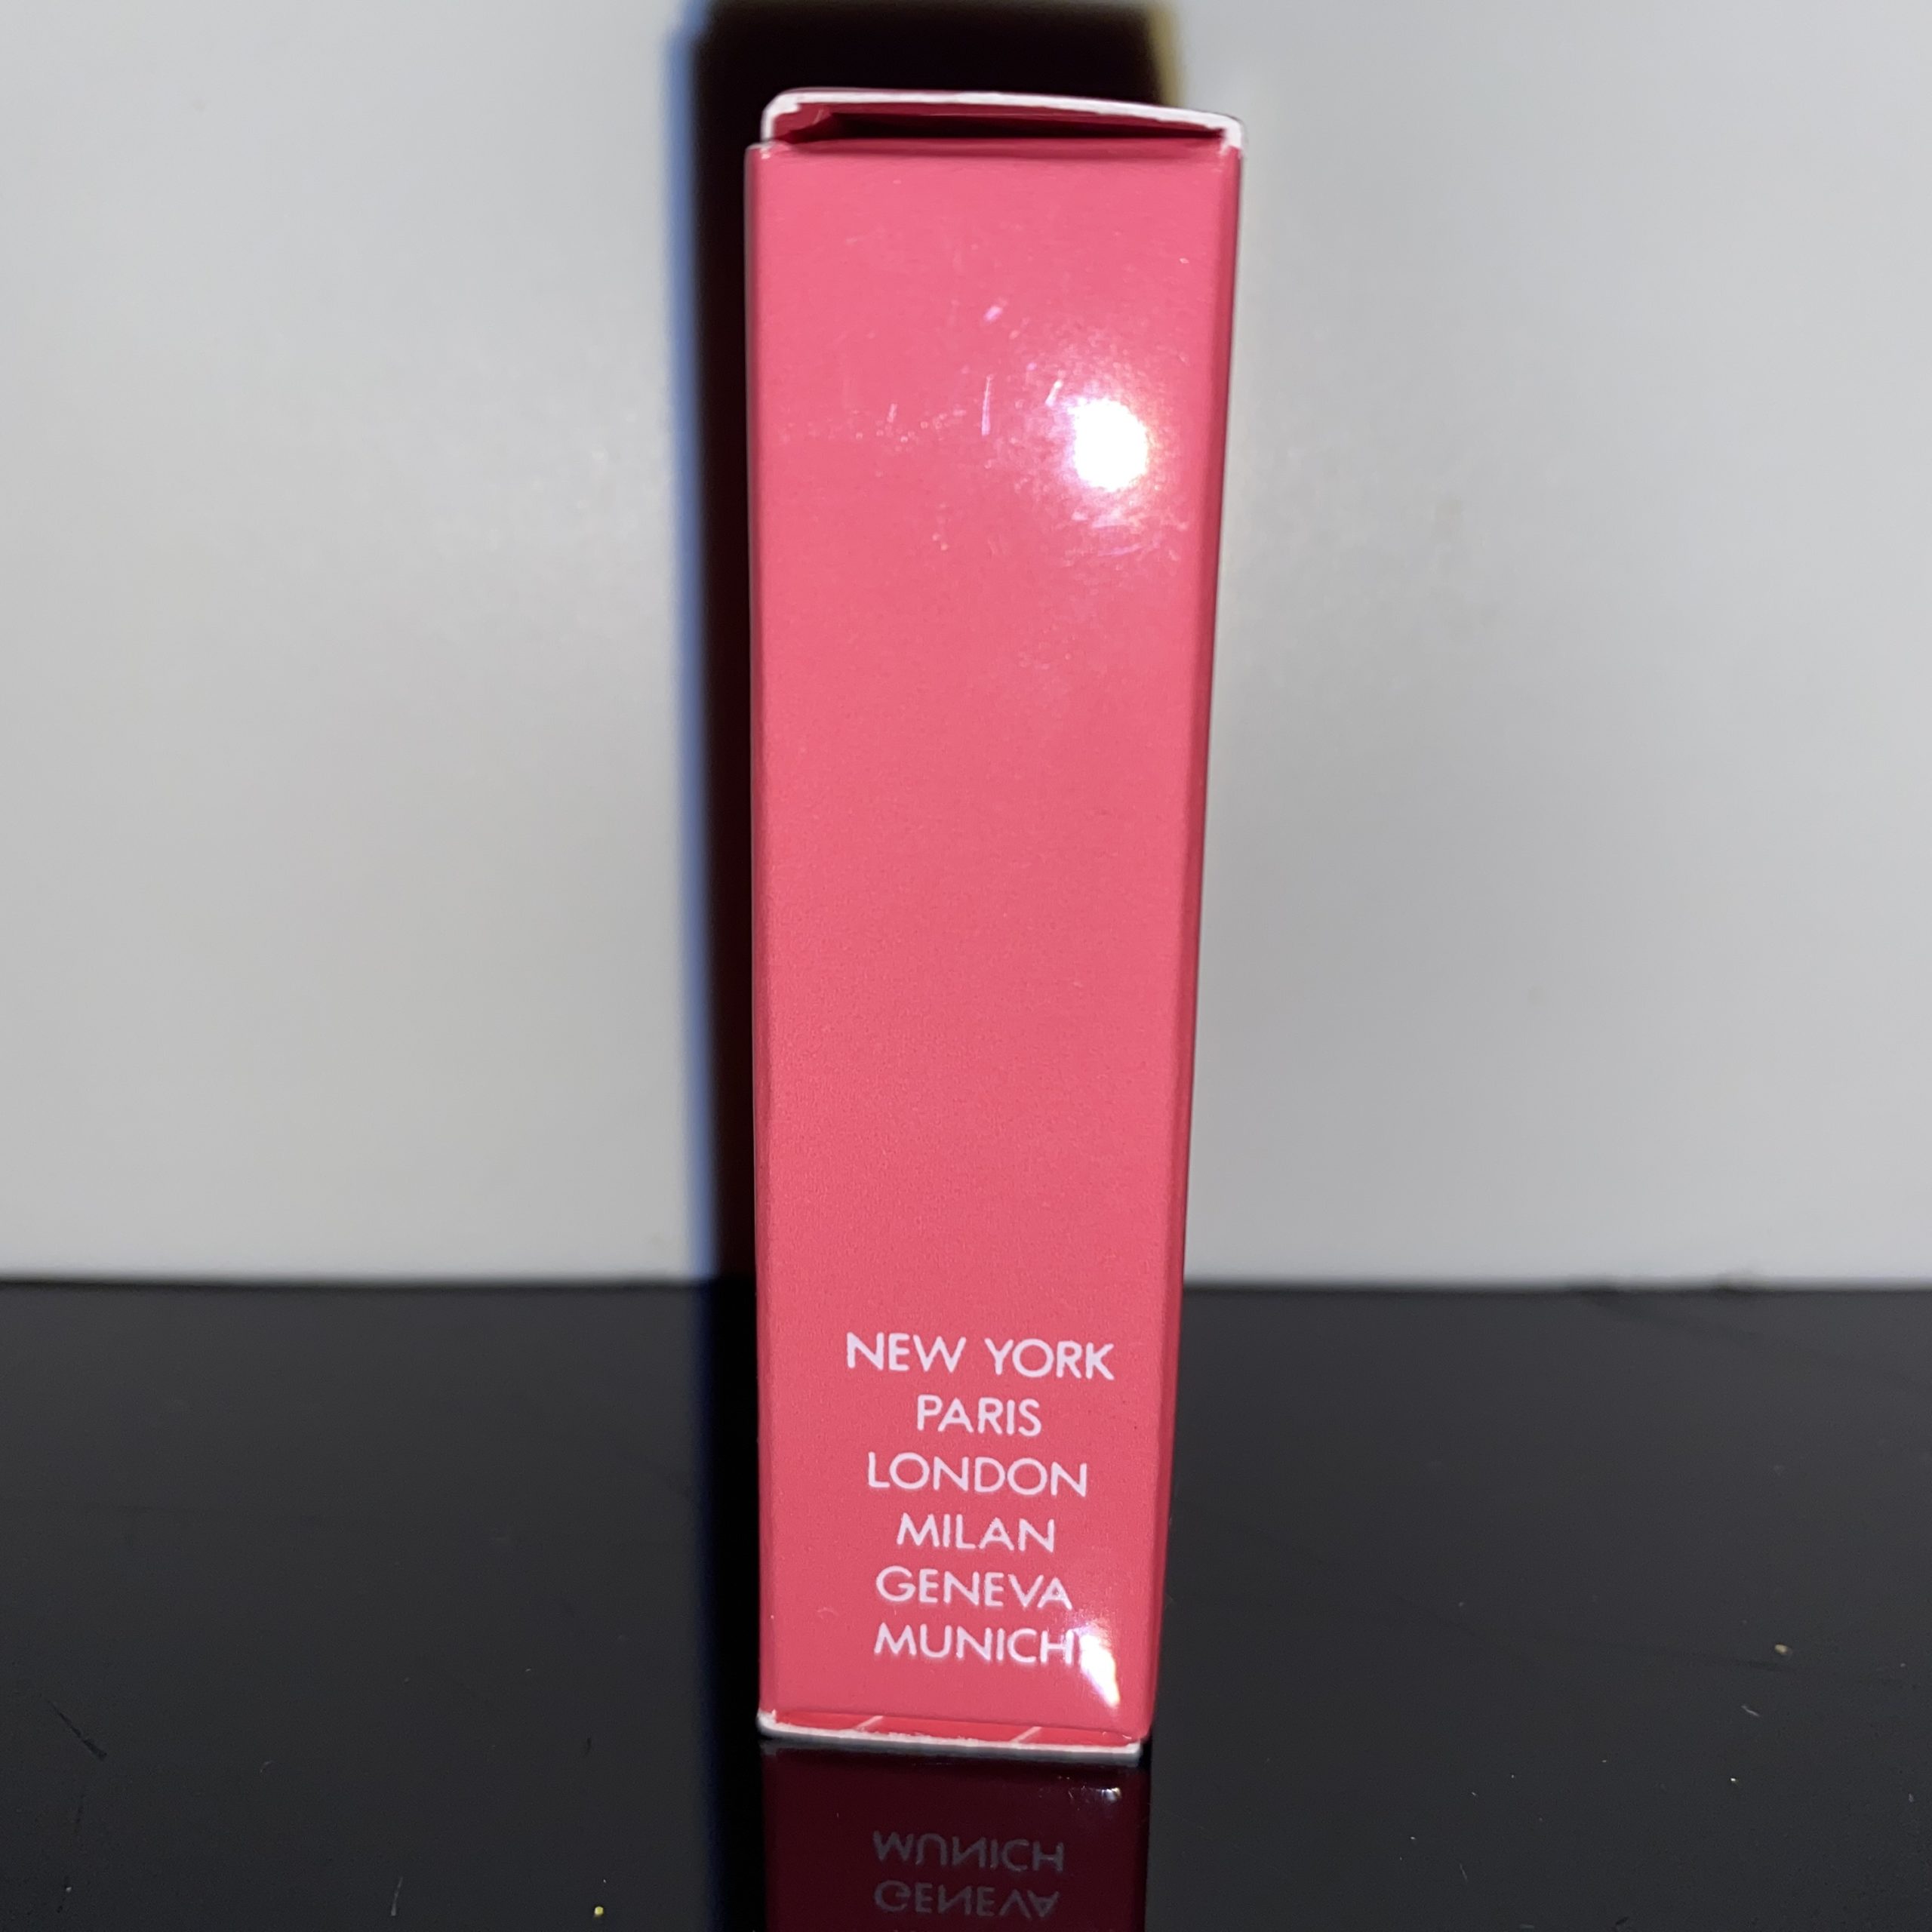 NEW YORK
PARIS
LONDON
MILAN
GENEVA
MUNICH